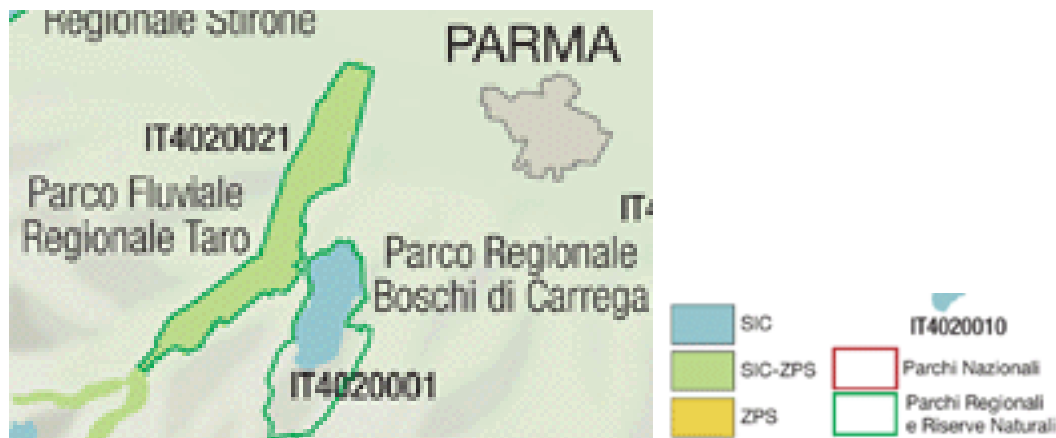 Regionale Stirone
PARMA
IT4020021
Parco Fluviale
Regionale Taro
IT4
Parco Regionale
Boschi di Carrega
IT4020001
SIC
SIC-ZPS
ZPS
IT4020010
Parchi Nazionali
Parchi Regionali
e Riserve Naturali